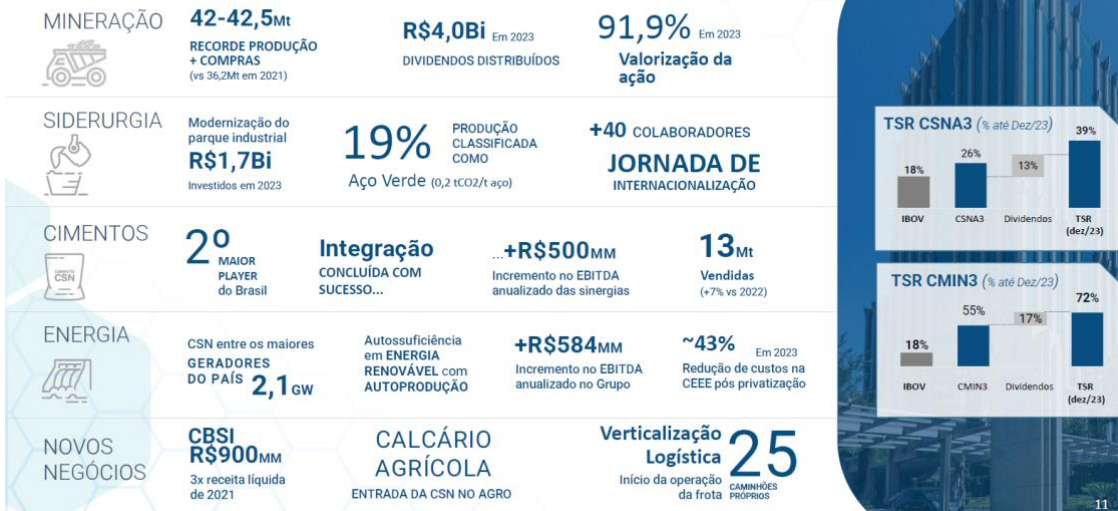 MINERAÇÃO
42-42,5Mt
RECORDE PRODUÇÃO
+ COMPRAS
(vs 36,2Mt em 2021)
R$4,0Bi Em 2023
DIVIDENDOS DISTRIBUÍDOS
91,9% Em 2023
Valorização da
ação
SIDERURGIA
Modernização do
parque industrial
R$1,7Bi
Investidos em 2023
19%
PRODUÇÃO
CLASSIFICADA
COMO
Aço Verde (0,2 tCO2/t aço)
+40 COLABORADORES
JORNADA DE
INTERNACIONALIZAÇÃO
CIMENTOS
CIMENTO
CSN
2º
MAIOR
PLAYER
do Brasil
Integração
CONCLUÍDA COM
SUCESSO...
...+R$500MM
Incremento no EBITDA
anualizado das sinergias
13Mt
Vendidas
(+7% vs 2022)
ENERGIA
CSN entre os maiores
GERADORES
DO PAÍS 2,1GW
Autossuficiência
em ENERGIA
RENOVÁVEL com
AUTOPRODUÇÃO
+R$584MM
Incremento no EBITDA
anualizado no Grupo
~43% Em 2023
Redução de custos na
CEEE pós privatização
NOVOS
NEGÓCIOS
CBSI
R$900MM
3x receita líquida
de 2021
CALCÁRIO
AGRÍCOLA
ENTRADA DA CSN NO AGRO
Verticalização
Logística
Início da operação
da frota
25
CAMINHÕES
PRÓPRIOS
TSR CSNA3 (% até Dez/23)
18%
26%
13%
39%
IBOV
CSNA3
Dividendos
TSR
(dez/23)
TSR CMIN3 (% até Dez/23)
18%
55%
17%
72%
IBOV
CMIN3
Dividendos
TSR
(dez/23)
11